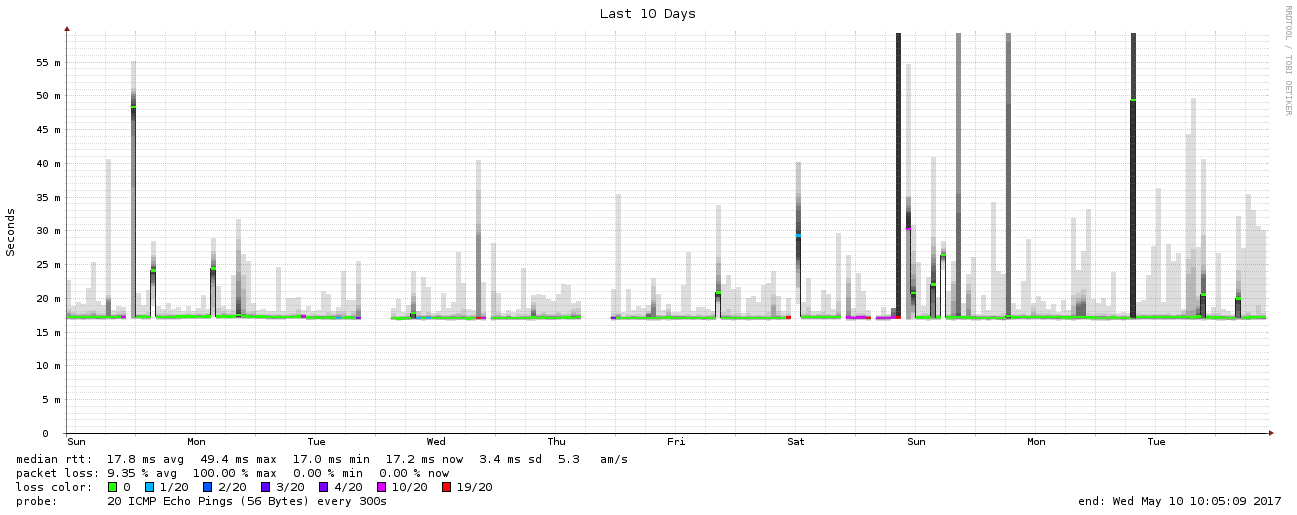 Last 10 Days
RRDTOOL / TOBI OETIKER
Seconds
55 m
50 m
45 m
40 m
35 m
30 m
25 m
20 m
15 m
10 m
5 m
0
Sun Mon Tue Wed Thu Fri Sat Sun Mon Tue
median rtt: 17.8 ms avg 49.4 ms max 17.0 ms min 17.2 ms now 3.4 ms sd 5.3 am/s
packet loss: 9.35 % avg 100.00 % max 0.00 % min 0.00 % now
loss color: 0 1/20 2/20 3/20 4/20 10/20 19/20
probe: 20 ICMP Echo Pings (56 Bytes) every 300s end: Wed May 10 10:05:09 2017